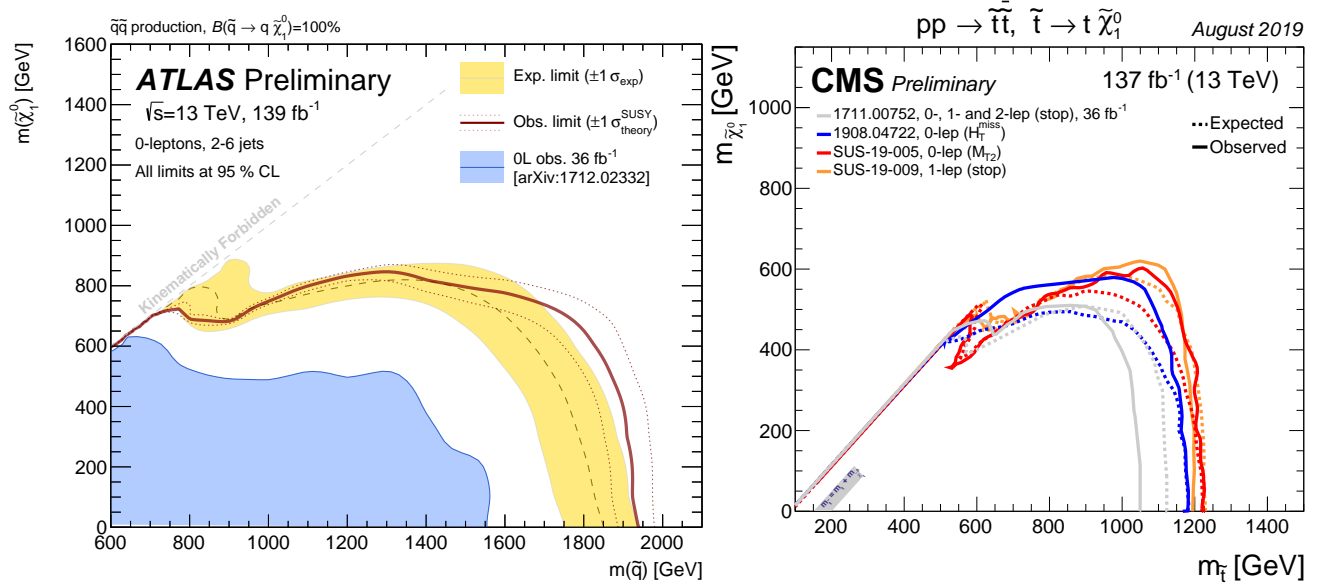 q̃q̃ production, B(q̃ → q χ̃₁⁰)=100%
m(χ̃₁⁰) [GeV]
1600
1400
1200
1000
800
600
400
200
0
ATLAS Preliminary
√s=13 TeV, 139 fb⁻¹
0-leptons, 2-6 jets
All limits at 95 % CL
Exp. limit (±1 σexp)
Obs. limit (±1 σ^SUSY_theory)
0L obs. 36 fb⁻¹
[arXiv:1712.02332]
Kinematically Forbidden
600 800 1000 1200 1400 1600 1800 2000
m(q̃) [GeV]
pp → t̃t̃̄, t̃ → t χ̃₁⁰ August 2019
m_χ̃₁⁰ [GeV]
1000
800
600
400
200
0
CMS Preliminary 137 fb⁻¹ (13 TeV)
1711.00752, 0-, 1- and 2-lep (stop), 36 fb⁻¹
1908.04722, 0-lep (H_T^miss)
SUS-19-005, 0-lep (M_T2)
SUS-19-009, 1-lep (stop)
Expected
Observed
200 400 600 800 1000 1200 1400
m_t̃ [GeV]